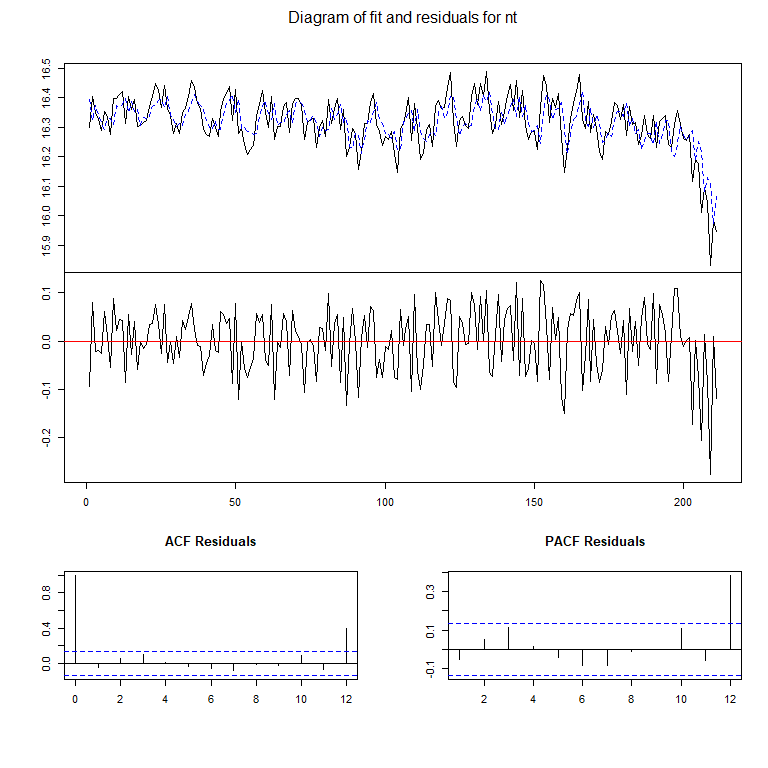 Diagram of fit and residuals for nt
16.5
16.4
16.3
16.2
16.1
16.0
15.9
0.1
0.0
-0.1
-0.2
0 50 100 150 200
ACF Residuals
0.8
0.4
0.0
0 2 4 6 8 10 12
PACF Residuals
0.3
0.1
-0.1
2 4 6 8 10 12